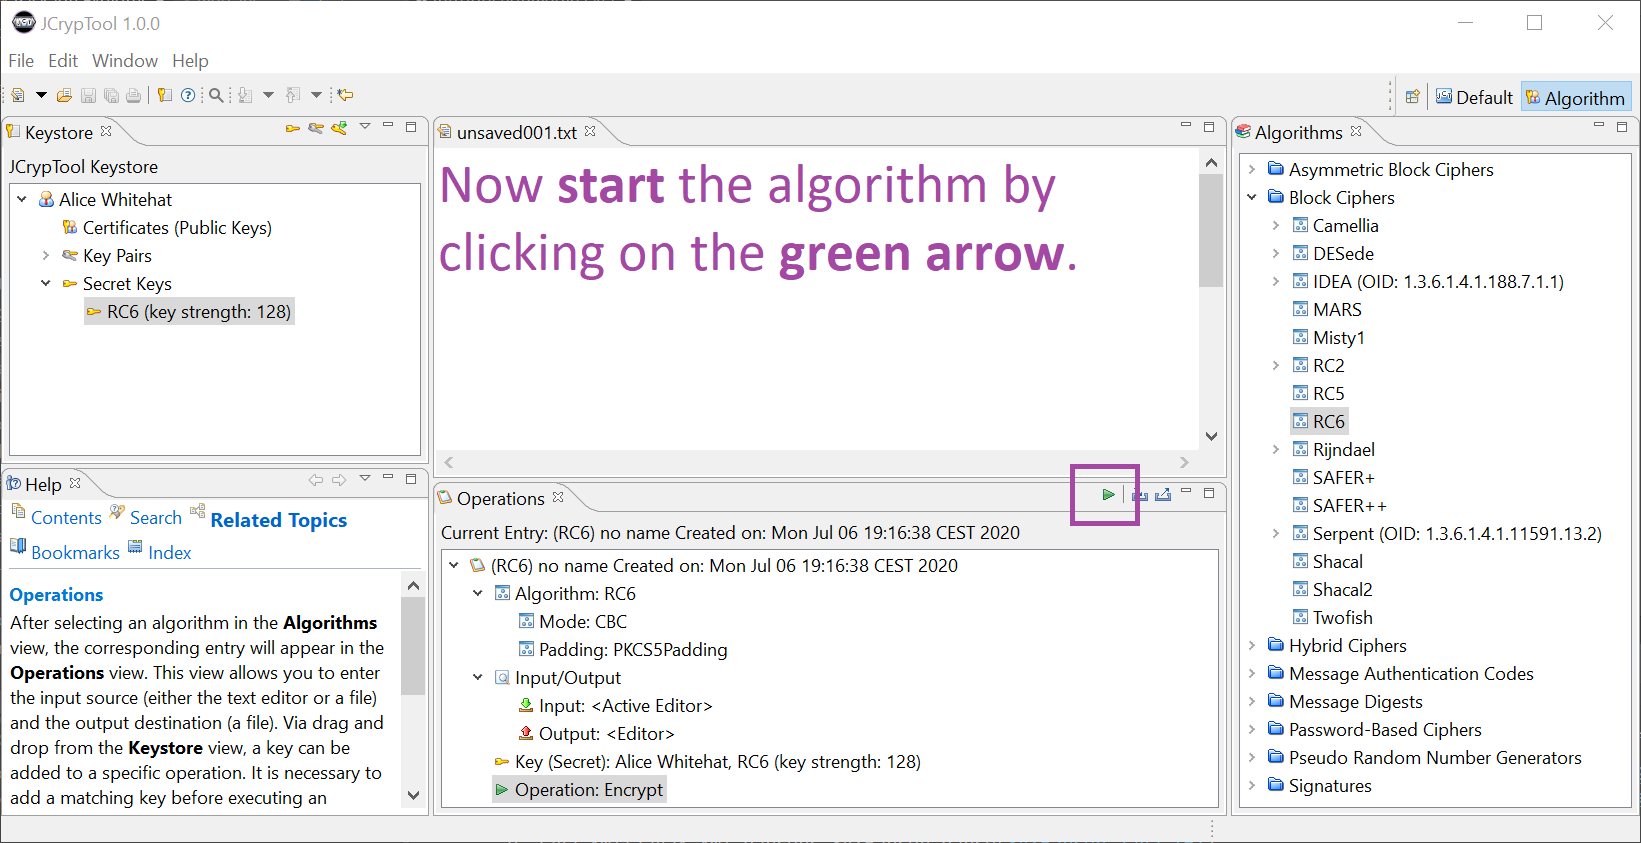 JCrypTool 1.0.0
File Edit Window Help
Default Algorithm
Keystore
JCrypTool Keystore
Alice Whitehat
Certificates (Public Keys)
Key Pairs
Secret Keys
RC6 (key strength: 128)
Help
Contents Search Related Topics
Bookmarks Index
Operations
After selecting an algorithm in the Algorithms
view, the corresponding entry will appear in the
Operations view. This view allows you to enter
the input source (either the text editor or a file)
and the output destination (a file). Via drag and
drop from the Keystore view, a key can be
added to a specific operation. It is necessary to
add a matching key before executing an
unsaved001.txt
Now start the algorithm by
clicking on the green arrow.
Operations
Current Entry: (RC6) no name Created on: Mon Jul 06 19:16:38 CEST 2020
(RC6) no name Created on: Mon Jul 06 19:16:38 CEST 2020
Algorithm: RC6
Mode: CBC
Padding: PKCS5Padding
Input/Output
Input: <Active Editor>
Output: <Editor>
Key (Secret): Alice Whitehat, RC6 (key strength: 128)
Operation: Encrypt
Algorithms
Asymmetric Block Ciphers
Block Ciphers
Camellia
DESede
IDEA (OID: 1.3.6.1.4.1.188.7.1.1)
MARS
Misty1
RC2
RC5
RC6
Rijndael
SAFER+
SAFER++
Serpent (OID: 1.3.6.1.4.1.11591.13.2)
Shacal
Shacal2
Twofish
Hybrid Ciphers
Message Authentication Codes
Message Digests
Password-Based Ciphers
Pseudo Random Number Generators
Signatures